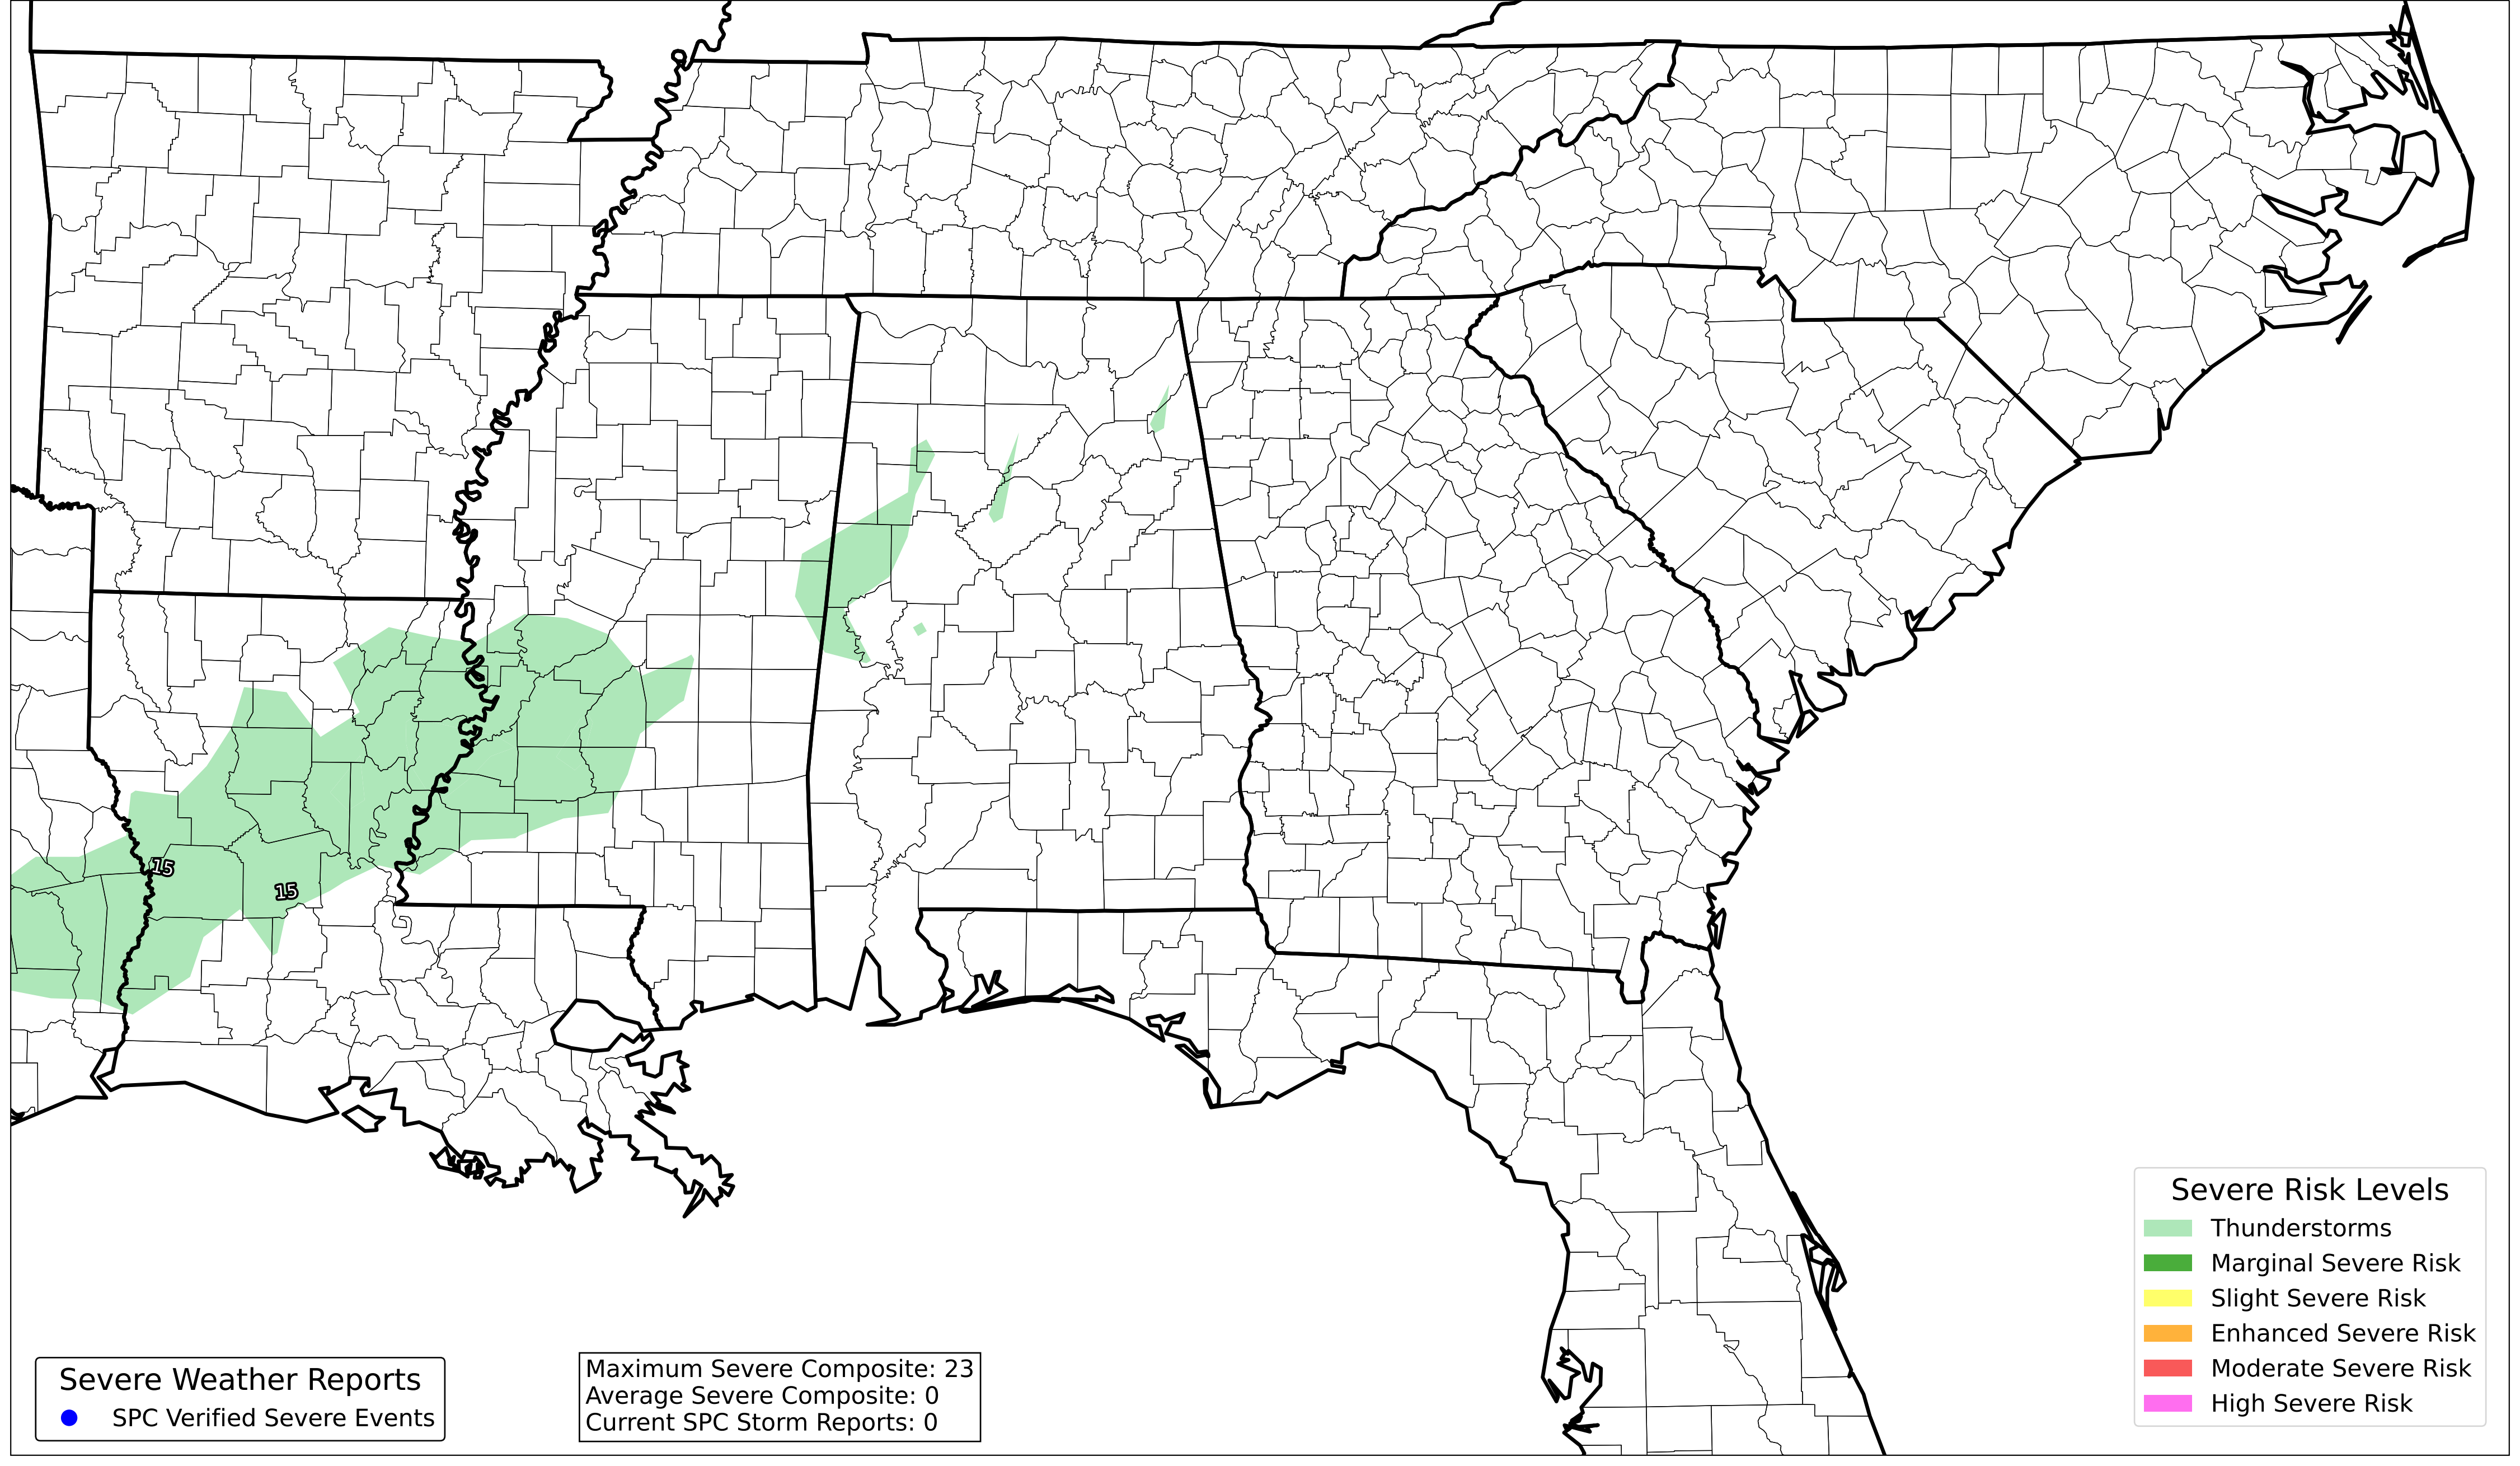 15
15
Severe Weather Reports
SPC Verified Severe Events
Maximum Severe Composite: 23
Average Severe Composite: 0
Current SPC Storm Reports: 0
Severe Risk Levels
Thunderstorms
Marginal Severe Risk
Slight Severe Risk
Enhanced Severe Risk
Moderate Severe Risk
High Severe Risk